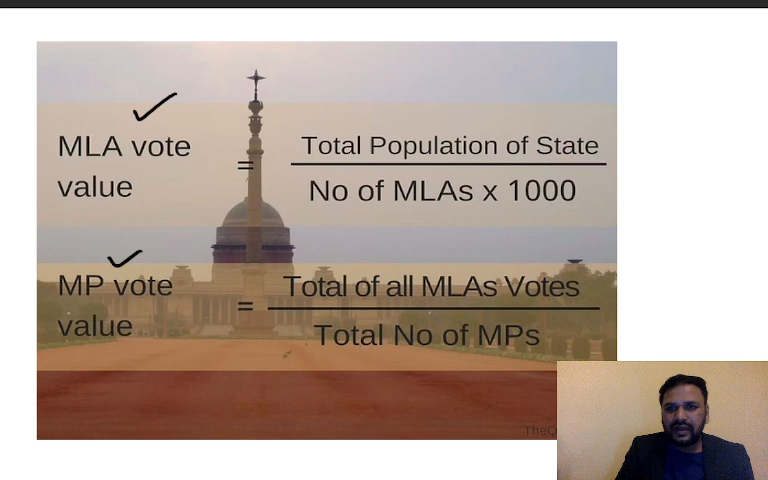 MLA vote
value
=
Total Population of State
No of MLAs x 1000
MP vote
value
=
Total of all MLAs Votes
Total No of MPs